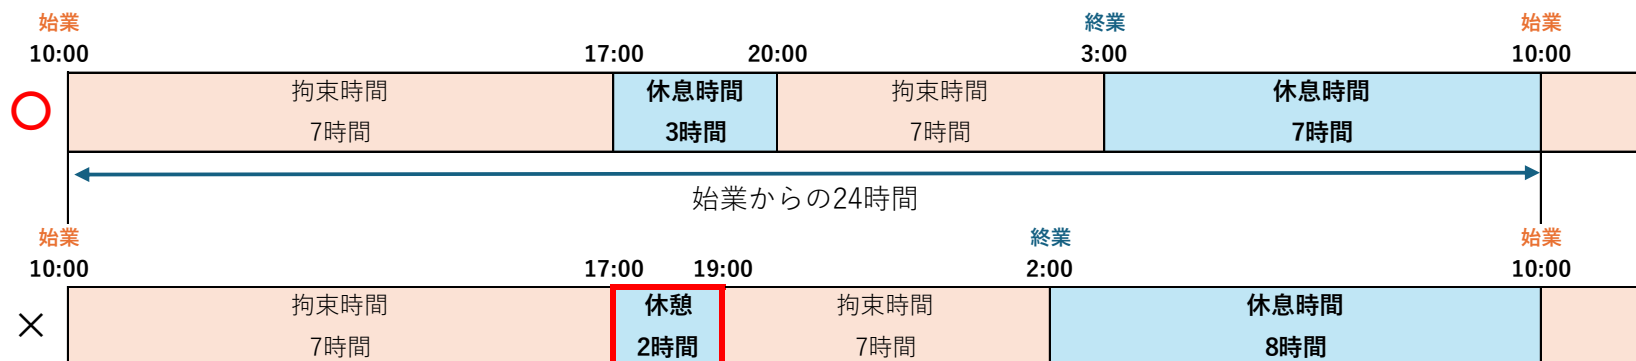 始業 終業 始業
10:00 17:00 20:00 3:00 10:00
拘束時間 休息時間 拘束時間 休息時間
7時間 3時間 7時間 7時間
始業からの24時間
始業 終業 始業
10:00 17:00 19:00 2:00 10:00
拘束時間 休憩 拘束時間 休息時間
7時間 2時間 7時間 8時間